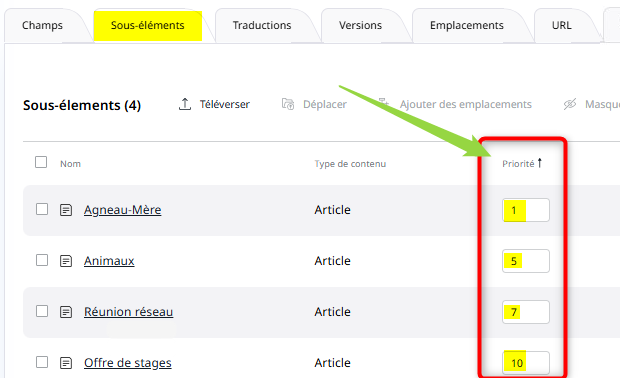 Champs Sous-éléments Traductions Versions Emplacements URL
Sous-élements (4) Téléverser Déplacer Ajouter des emplacements
Nom Type de contenu Priorité
Agneau-Mère Article 1
Animaux Article 5
Réunion réseau Article 7
Offre de stages Article 10